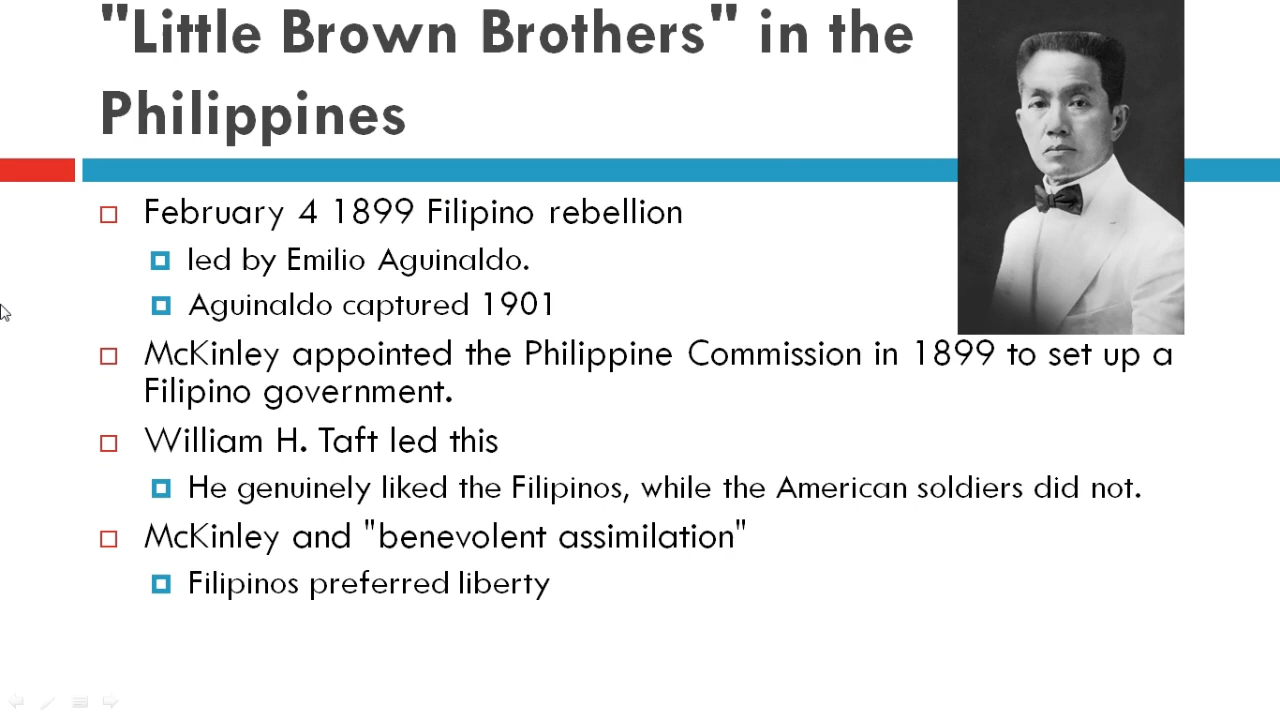 "Little Brown Brothers" in the
Philippines
February 4 1899 Filipino rebellion
led by Emilio Aguinaldo.
Aguinaldo captured 1901
McKinley appointed the Philippine Commission in 1899 to set up a
Filipino government.
William H. Taft led this
He genuinely liked the Filipinos, while the American soldiers did not.
McKinley and "benevolent assimilation"
Filipinos preferred liberty